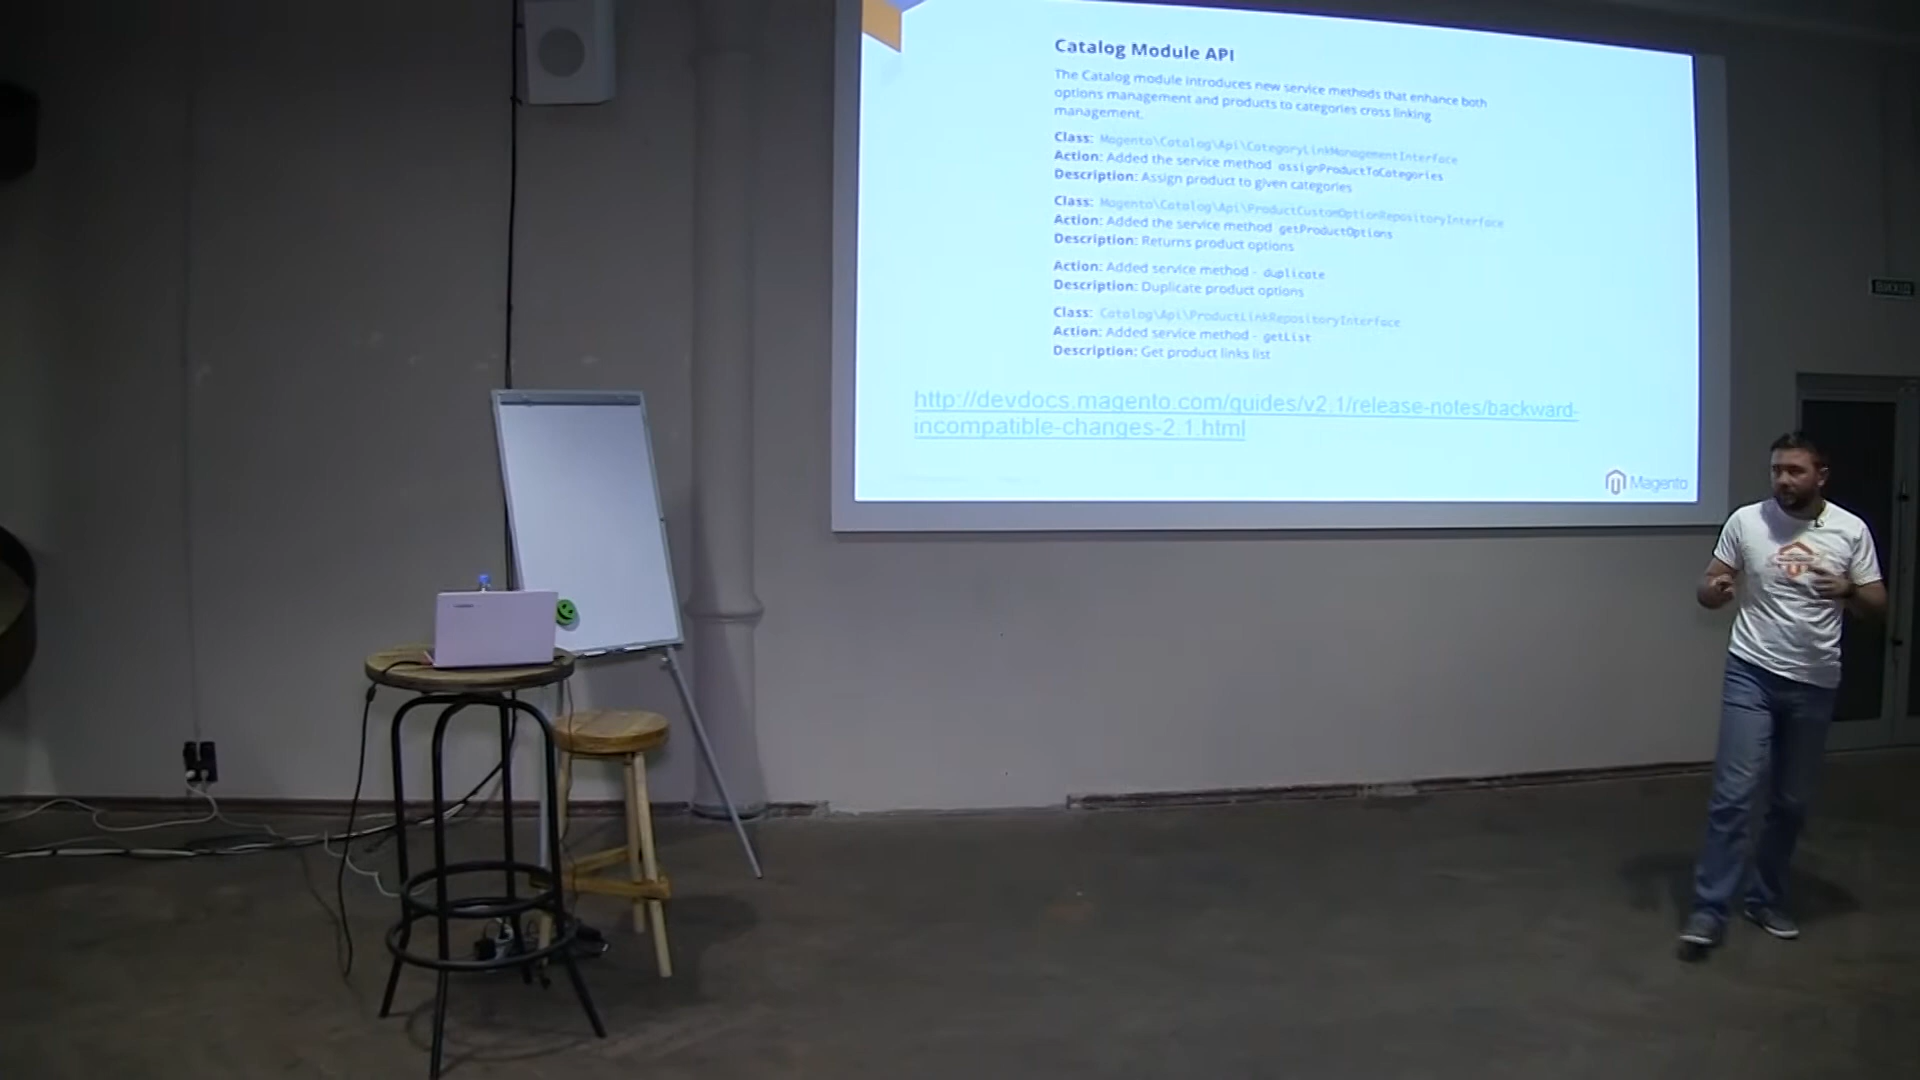 Catalog Module API
The Catalog module introduces new service methods that enhance both
options management and products to categories cross linking
management.
Class: Magento\Catalog\Api\CategoryLinkManagementInterface
Action: Added the service method assignProductToCategories
Description: Assign product to given categories
Class: Magento\Catalog\Api\ProductCustomOptionRepositoryInterface
Action: Added the service method getProductOptions
Description: Returns product options
Action: Added service method - duplicate
Description: Duplicate product options
Class: Catalog\Api\ProductLinkRepositoryInterface
Action: Added service method - getList
Description: Get product links list
http://devdocs.magento.com/guides/v2.1/release-notes/backward-
incompatible-changes-2.1.html
Magento
ВИХІД